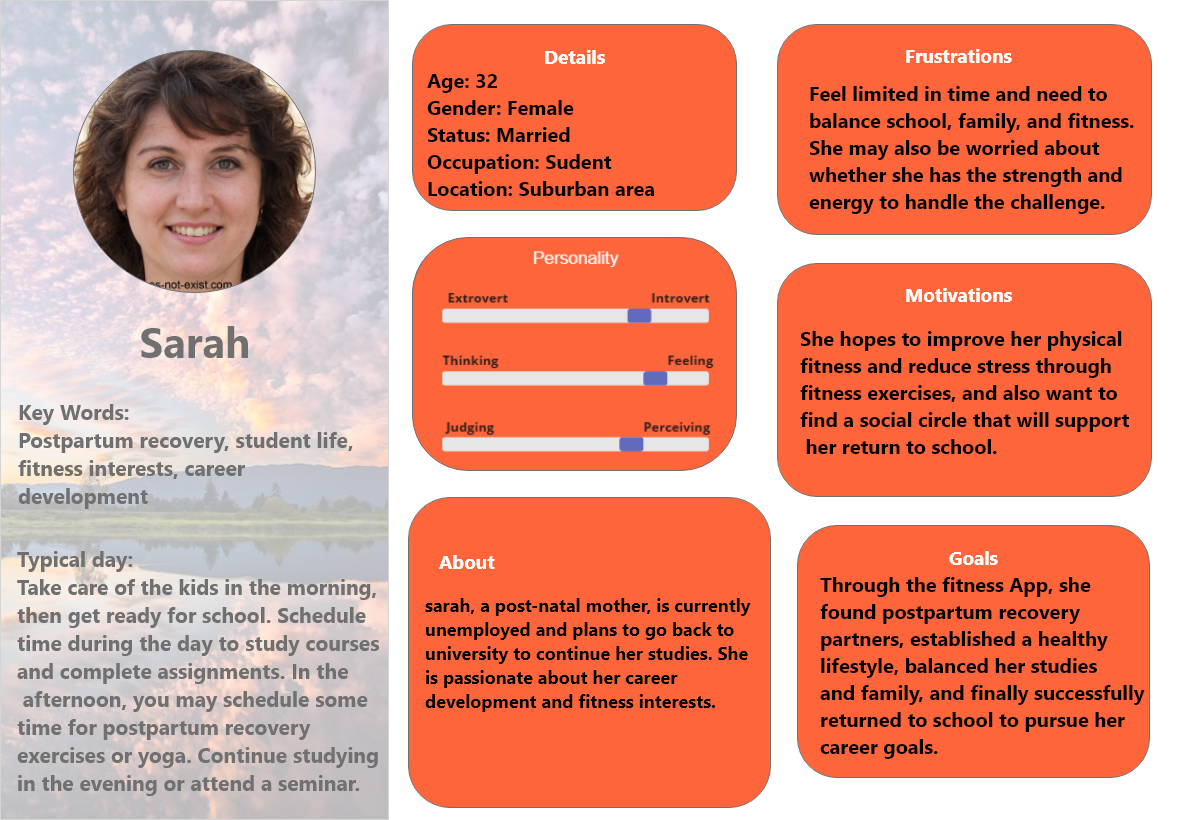 es-not-exist.com
Sarah
Key Words:
Postpartum recovery, student life,
fitness interests, career
development
Typical day:
Take care of the kids in the morning,
then get ready for school. Schedule
time during the day to study courses
and complete assignments. In the
afternoon, you may schedule some
time for postpartum recovery
exercises or yoga. Continue studying
in the evening or attend a seminar.
Details
Age: 32
Gender: Female
Status: Married
Occupation: Sudent
Location: Suburban area
Personality
Extrovert Introvert
Thinking Feeling
Judging Perceiving
About
sarah, a post-natal mother, is currently
unemployed and plans to go back to
university to continue her studies. She
is passionate about her career
development and fitness interests.
Frustrations
Feel limited in time and need to
balance school, family, and fitness.
She may also be worried about
whether she has the strength and
energy to handle the challenge.
Motivations
She hopes to improve her physical
fitness and reduce stress through
fitness exercises, and also want to
find a social circle that will support
her return to school.
Goals
Through the fitness App, she
found postpartum recovery
partners, established a healthy
lifestyle, balanced her studies
and family, and finally successfully
returned to school to pursue her
career goals.